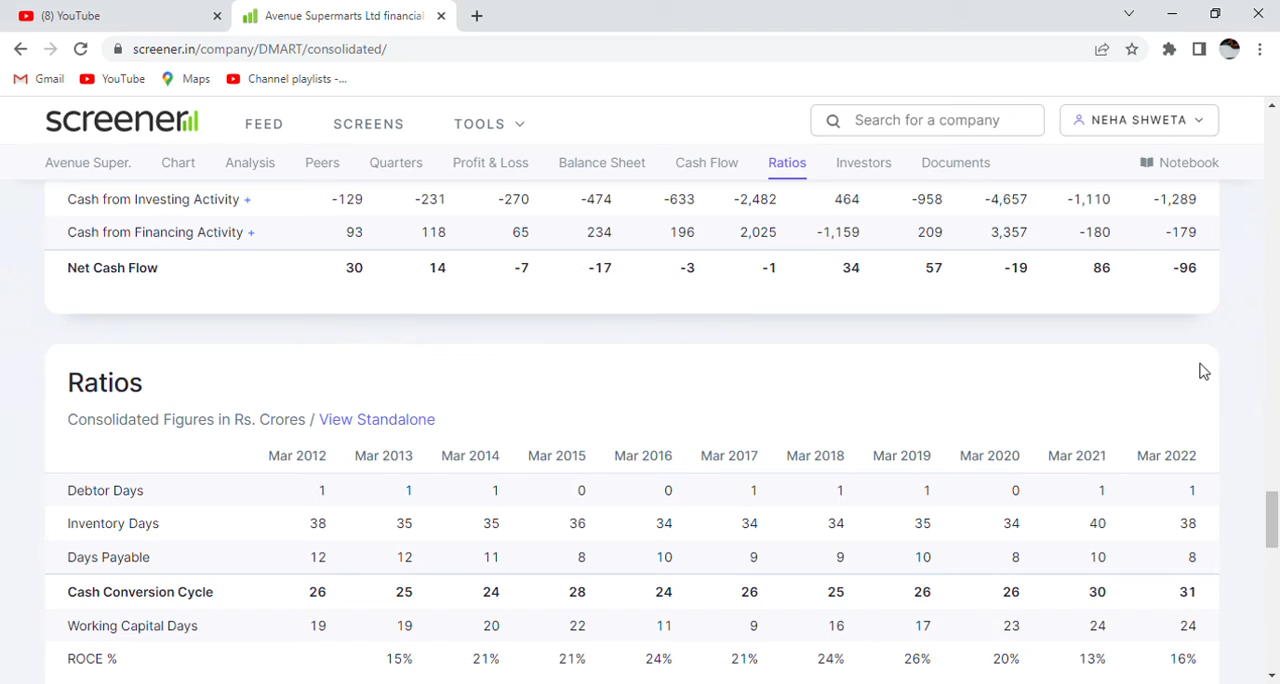 (8) YouTube
Avenue Supermarts Ltd financial
screener.in/company/DMART/consolidated/
Gmail YouTube Maps Channel playlists -...
screener FEED SCREENS TOOLS Search for a company NEHA SHWETA
Avenue Super. Chart Analysis Peers Quarters Profit & Loss Balance Sheet Cash Flow Ratios Investors Documents Notebook
Cash from Investing Activity + -129 -231 -270 -474 -633 -2,482 464 -958 -4,657 -1,110 -1,289
Cash from Financing Activity + 93 118 65 234 196 2,025 -1,159 209 3,357 -180 -179
Net Cash Flow 30 14 -7 -17 -3 -1 34 57 -19 86 -96
Ratios
Consolidated Figures in Rs. Crores / View Standalone
Mar 2012 Mar 2013 Mar 2014 Mar 2015 Mar 2016 Mar 2017 Mar 2018 Mar 2019 Mar 2020 Mar 2021 Mar 2022
Debtor Days 1 1 1 0 0 1 1 1 0 1 1
Inventory Days 38 35 35 36 34 34 34 35 34 40 38
Days Payable 12 12 11 8 10 9 9 10 8 10 8
Cash Conversion Cycle 26 25 24 28 24 26 25 26 26 30 31
Working Capital Days 19 19 20 22 11 9 16 17 23 24 24
ROCE % 15% 21% 21% 24% 21% 24% 26% 20% 13% 16%